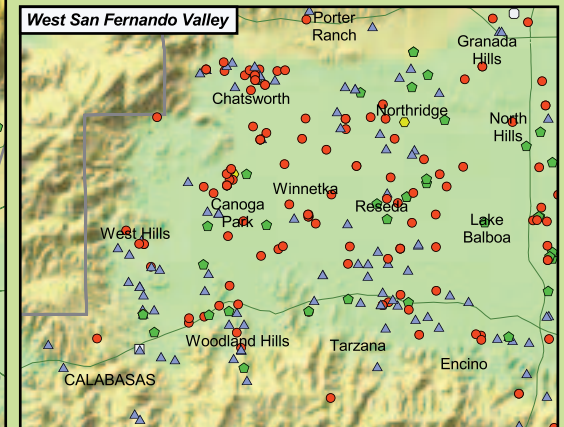 West San Fernando Valley
Porter
Ranch
Granada
Hills
Chatsworth
Northridge
North
Hills
Winnetka
Canoga
Park
Reseda
Lake
Balboa
West Hills
Woodland Hills
Tarzana
Encino
CALABASAS